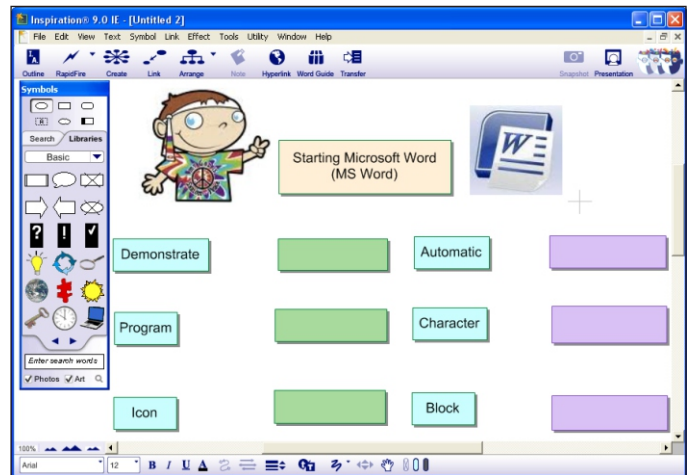 Inspiration® 9.0 IE - [Untitled 2]
File Edit View Text Symbol Link Effect Tools Utility Window Help
Outline RapidFire Create Link Arrange Note Hyperlink Word Guide Transfer Snapshot Presentation
Symbols
Search Libraries
Basic
? ! ✓
Enter search words
Photos Art
Starting Microsoft Word
(MS Word)
W
Demonstrate Automatic
Program Character
Icon Block
100%
Arial 12 B I U A